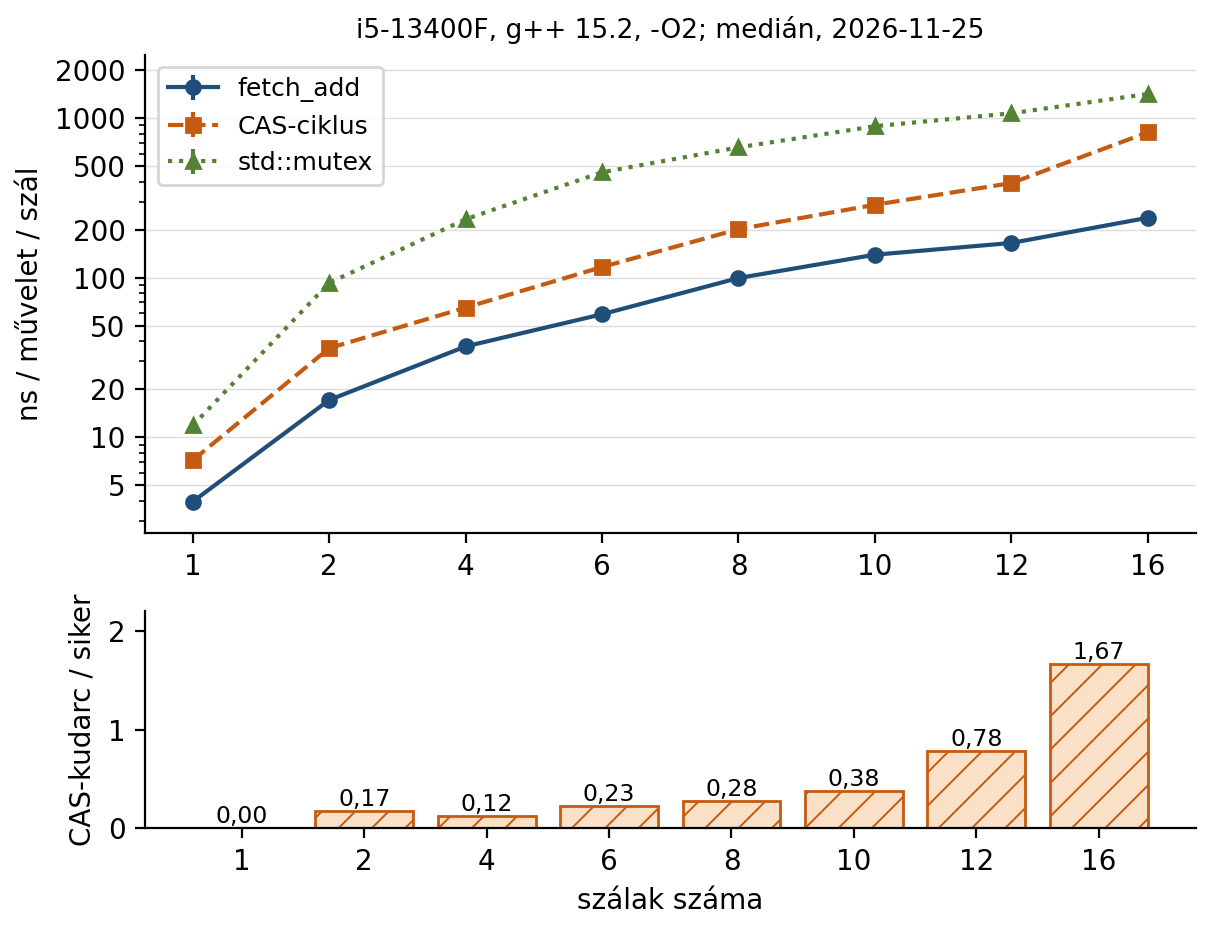 i5-13400F, g++ 15.2, -O2; medián, 2026-11-25
ns / művelet / szál
2000
1000
500
200
100
50
20
10
5
fetch_add
CAS-ciklus
std::mutex
1 2 4 6 8 10 12 16
CAS-kudarc / siker
2
1
0
0,00 0,17 0,12 0,23 0,28 0,38 0,78 1,67
1 2 4 6 8 10 12 16
szálak száma